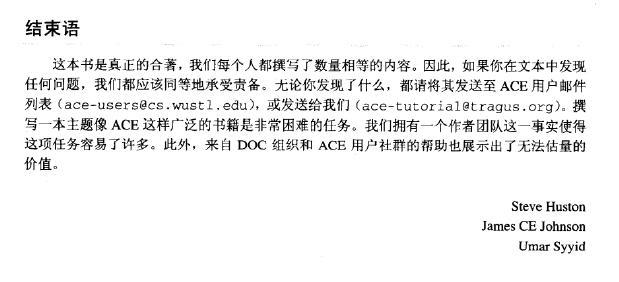 结束语
这本书是真正的合著，我们每个人都撰写了数量相等的内容。因此，如果你在文本中发现
任何问题，我们都应该同等地承受责备。无论你发现了什么，都请将其发送至 ACE 用户邮件
列表（ace-users@cs.wustl.edu），或发送给我们（ace-tutorial@tragus.org）。撰
写一本主题像 ACE 这样广泛的书籍是非常困难的任务。我们拥有一个作者团队这一事实使得
这项任务容易了许多。此外，来自 DOC 组织和 ACE 用户社群的帮助也展示出了无法估量的
价值。
Steve Huston
James CE Johnson
Umar Syyid